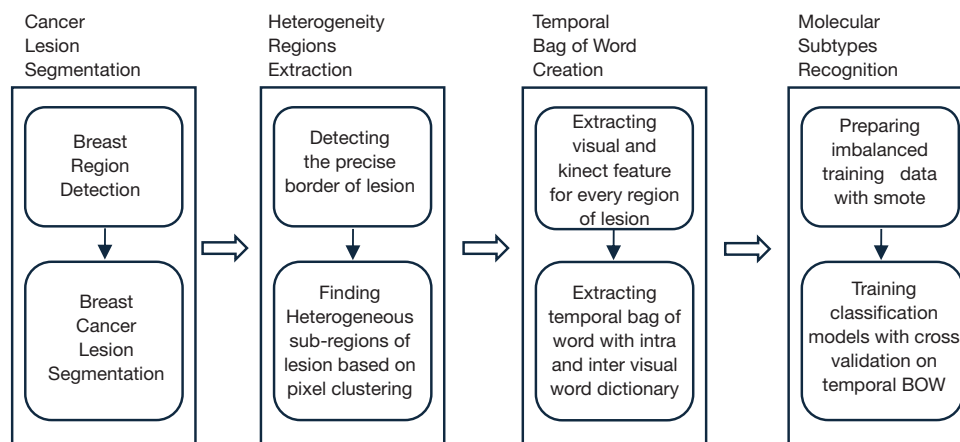 Cancer
Lesion
Segmentation
Breast
Region
Detection
Breast
Cancer
Lesion
Segmentation
Heterogeneity
Regions
Extraction
Detecting
the precise
border of lesion
Finding
Heterogeneous
sub-regions of
lesion based on
pixel clustering
Temporal
Bag of Word
Creation
Extracting
visual and
kinect feature
for every region
of lesion
Extracting
temporal bag of
word with intra
and inter visual
word dictionary
Molecular
Subtypes
Recognition
Preparing
imbalanced
training data
with smote
Training
classification
models with cross
validation on
temporal BOW